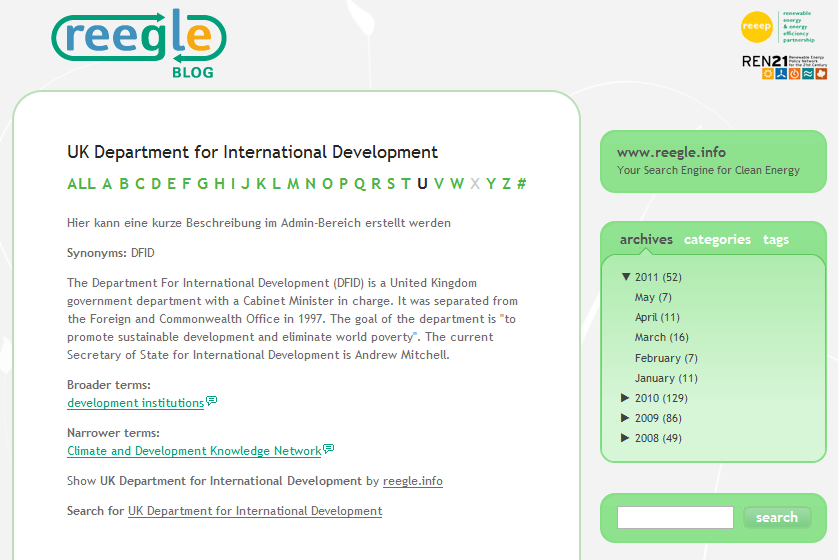 reegle
BLOG
reeep
renewable
energy
& energy
efficiency
partnership
REN21
Renewable Energy
Policy Network
for the 21st Century
UK Department for International Development
ALL A B C D E F G H I J K L M N O P Q R S T U V W X Y Z #
Hier kann eine kurze Beschreibung im Admin-Bereich erstellt werden
Synonyms: DFID
The Department For International Development (DFID) is a United Kingdom
government department with a Cabinet Minister in charge. It was separated from
the Foreign and Commonwealth Office in 1997. The goal of the department is "to
promote sustainable development and eliminate world poverty". The current
Secretary of State for International Development is Andrew Mitchell.
Broader terms:
development institutions
Narrower terms:
Climate and Development Knowledge Network
Show UK Department for International Development by reegle.info
Search for UK Department for International Development
www.reegle.info
Your Search Engine for Clean Energy
archives categories tags
▼ 2011 (52)
May (7)
April (11)
March (16)
February (7)
January (11)
► 2010 (129)
► 2009 (86)
► 2008 (49)
search